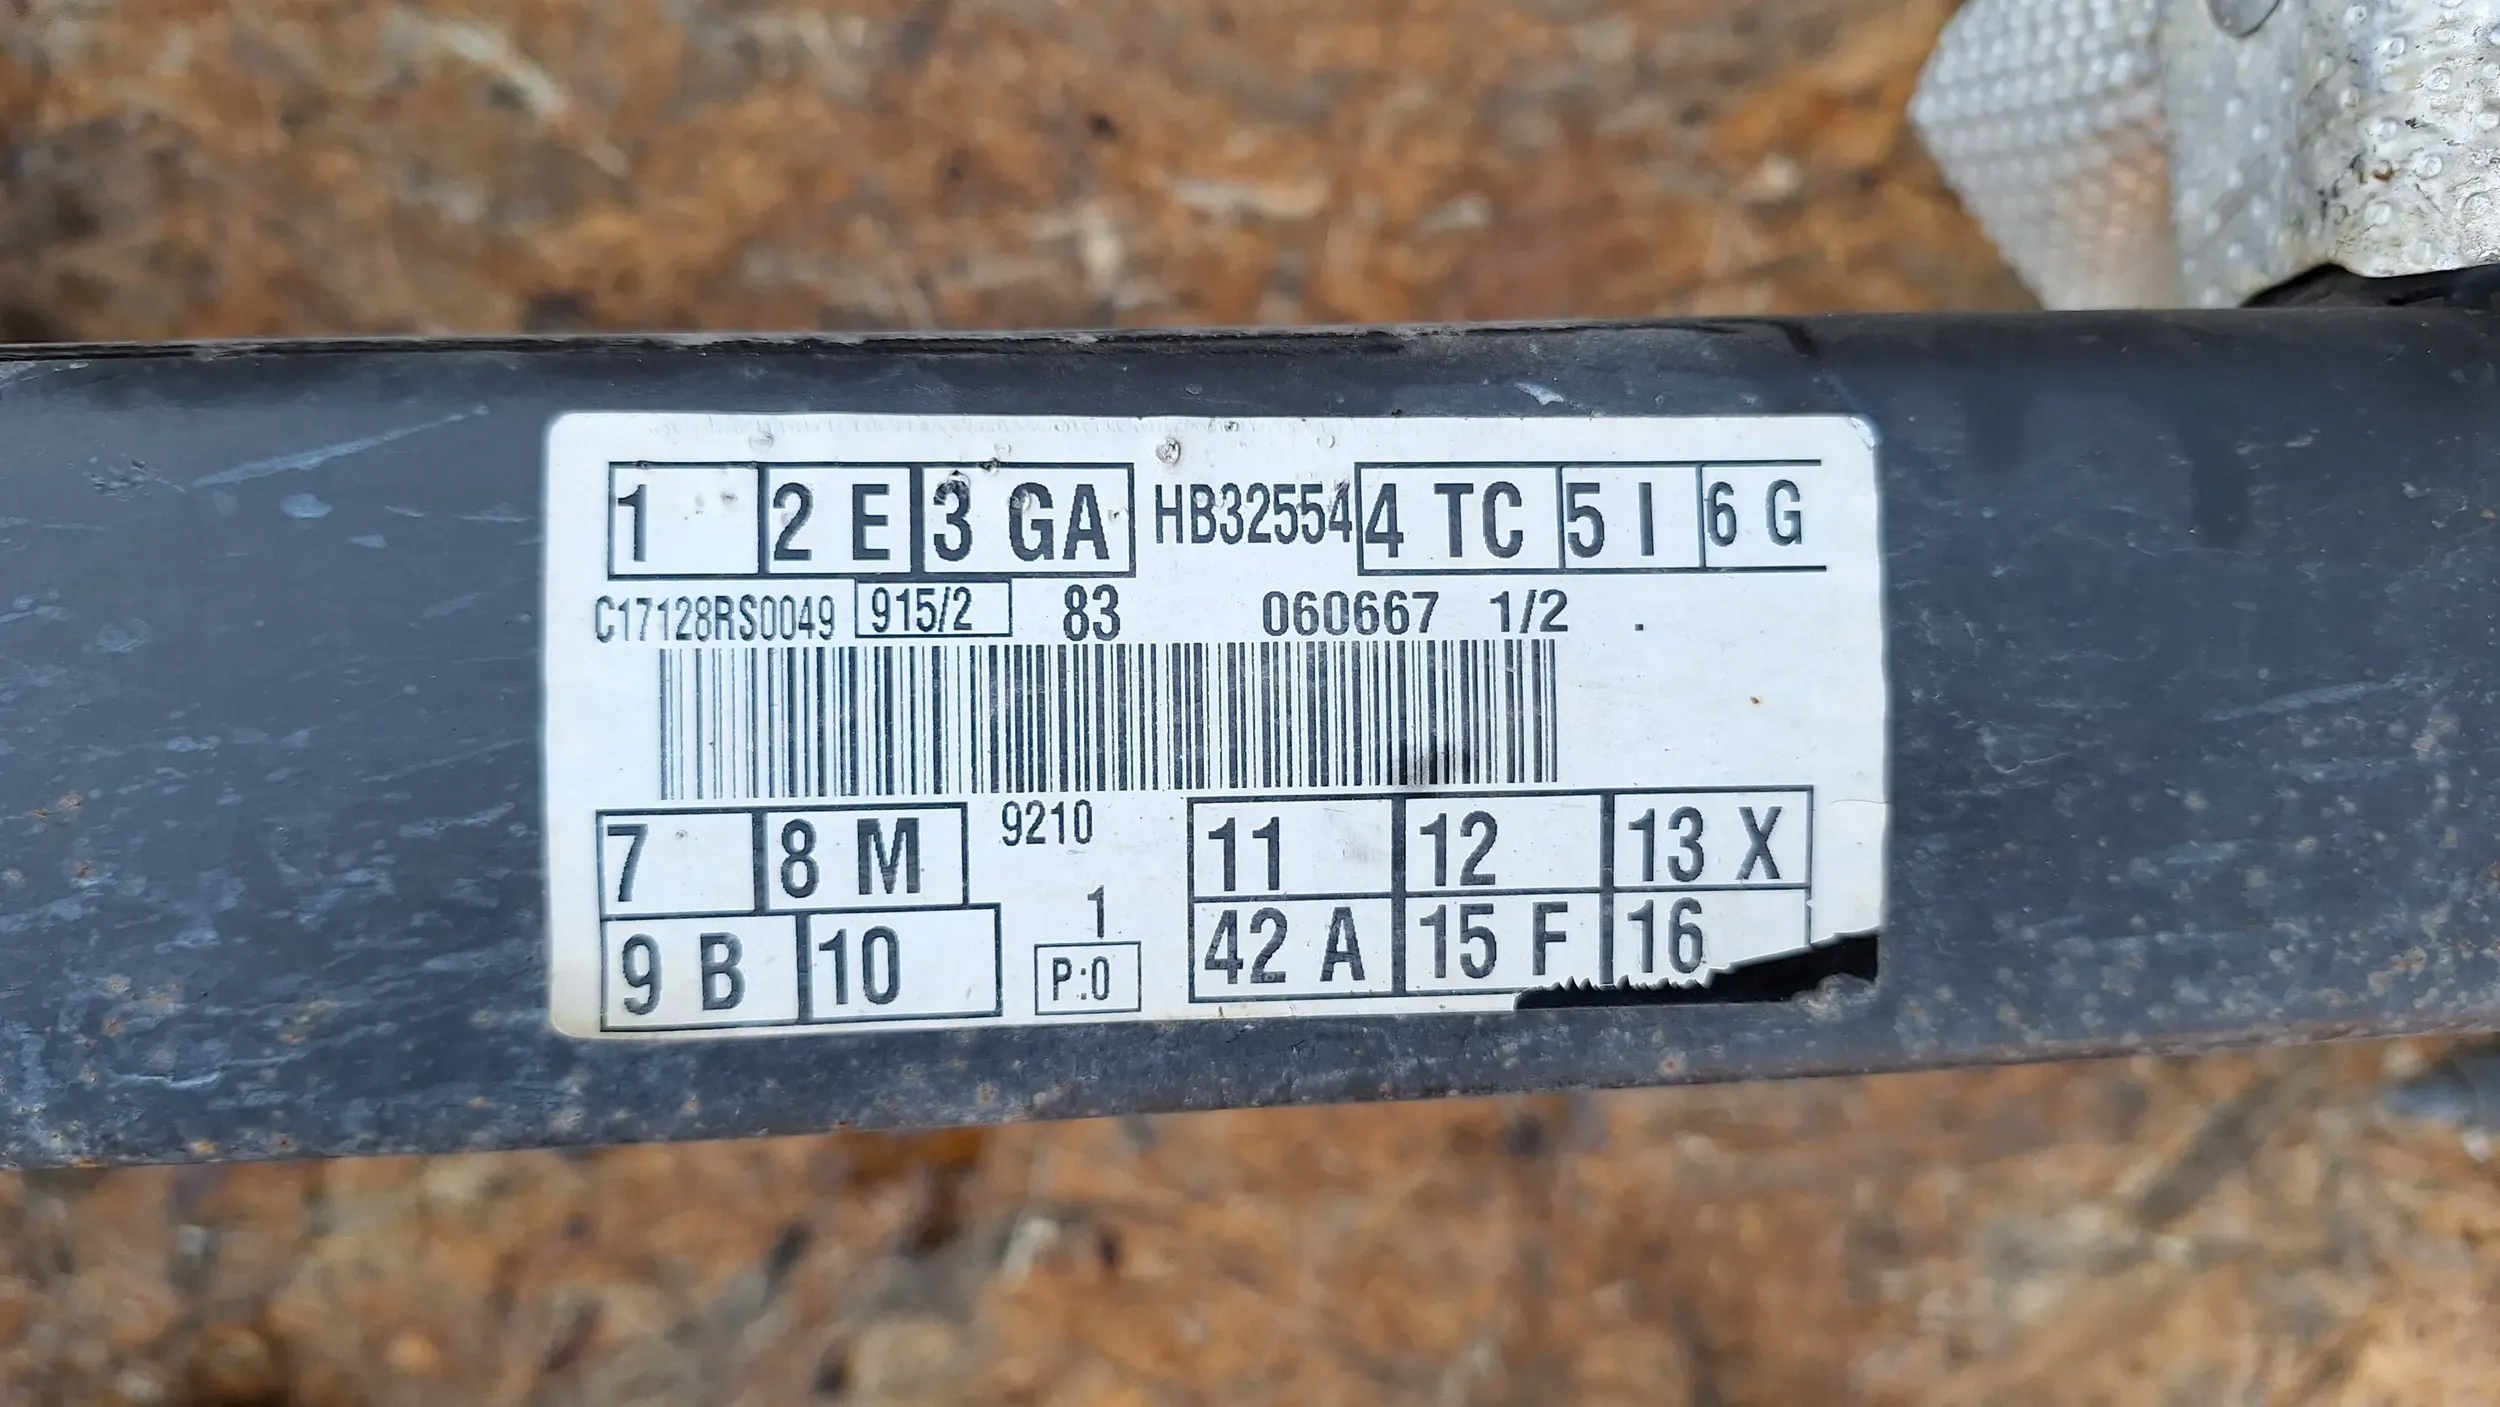 1 2 E 3 GA HB32554 4 TC 5 I 6 G
C17128RS0049 915/2 83 060667 1/2 .
7 8 M 9210 11 12 13 X
1
9 B 10 P:0 42 A 15 F 16